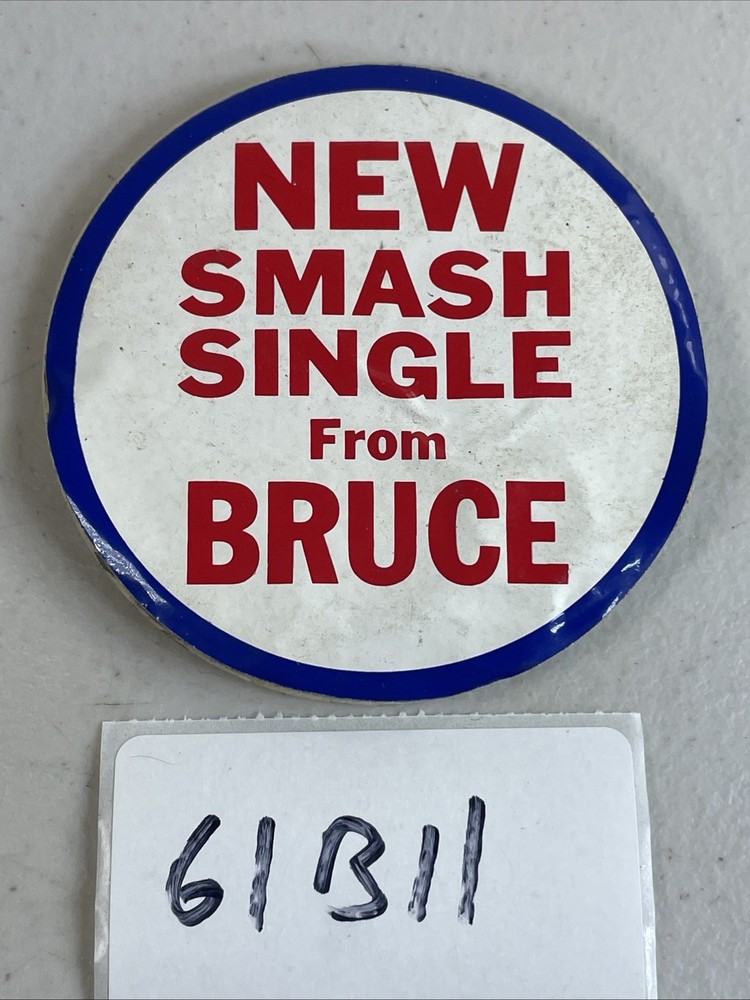 NEW
SMASH
SINGLE
From
BRUCE
61B11